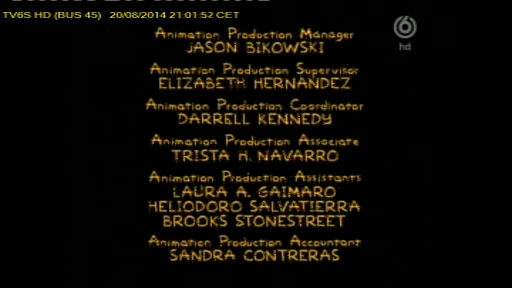 TV6S HD (BUS 45) 20/08/2014 21:01:52 CET
6
hd
Animation Production Manager
JASON BIKOWSKI
Animation Production Supervisor
ELIZABETH HERNANDEZ
Animation Production Coordinator
DARRELL KENNEDY
Animation Production Associate
TRISTA H. NAVARRO
Animation Production Assistants
LAURA A. GAIMARO
HELIODORO SALVATIERRA
BROOKS STONESTREET
Animation Production Accountant
SANDRA CONTRERAS